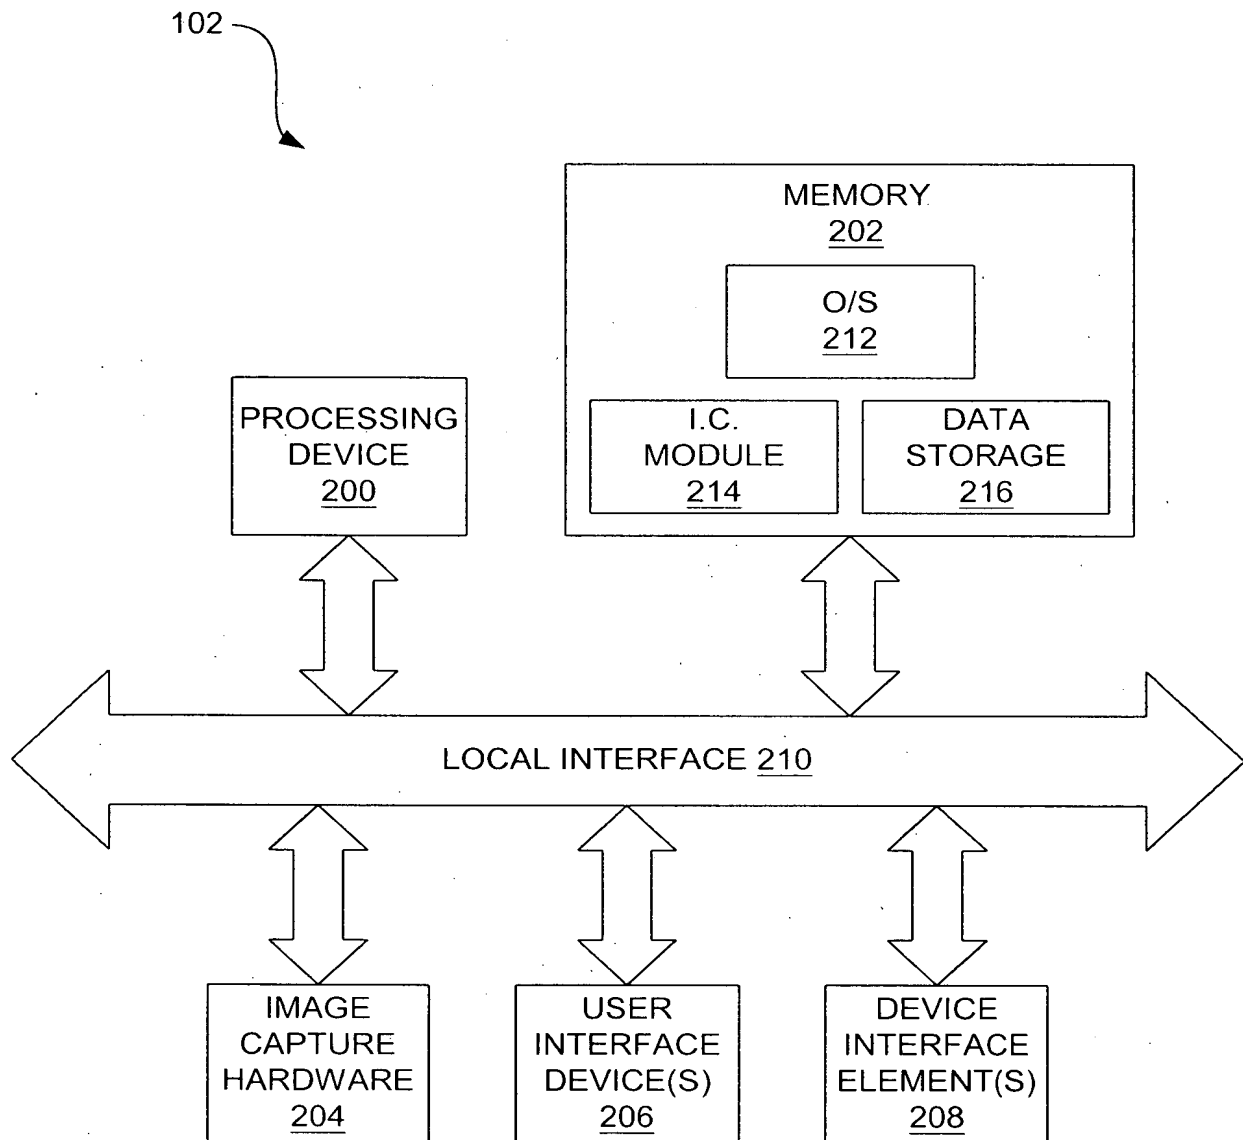 102
MEMORY
202
O/S
212
I.C.
MODULE
214
DATA
STORAGE
216
PROCESSING
DEVICE
200
LOCAL INTERFACE 210
IMAGE
CAPTURE
HARDWARE
204
USER
INTERFACE
DEVICE(S)
206
DEVICE
INTERFACE
ELEMENT(S)
208